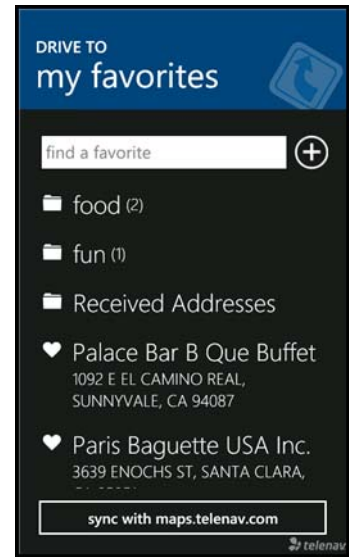 DRIVE TO
my favorites
find a favorite
food (2)
fun (1)
Received Addresses
Palace Bar B Que Buffet
1092 E EL CAMINO REAL,
SUNNYVALE, CA 94087
Paris Baguette USA Inc.
3639 ENOCHS ST, SANTA CLARA,
sync with maps.telenav.com
telenav